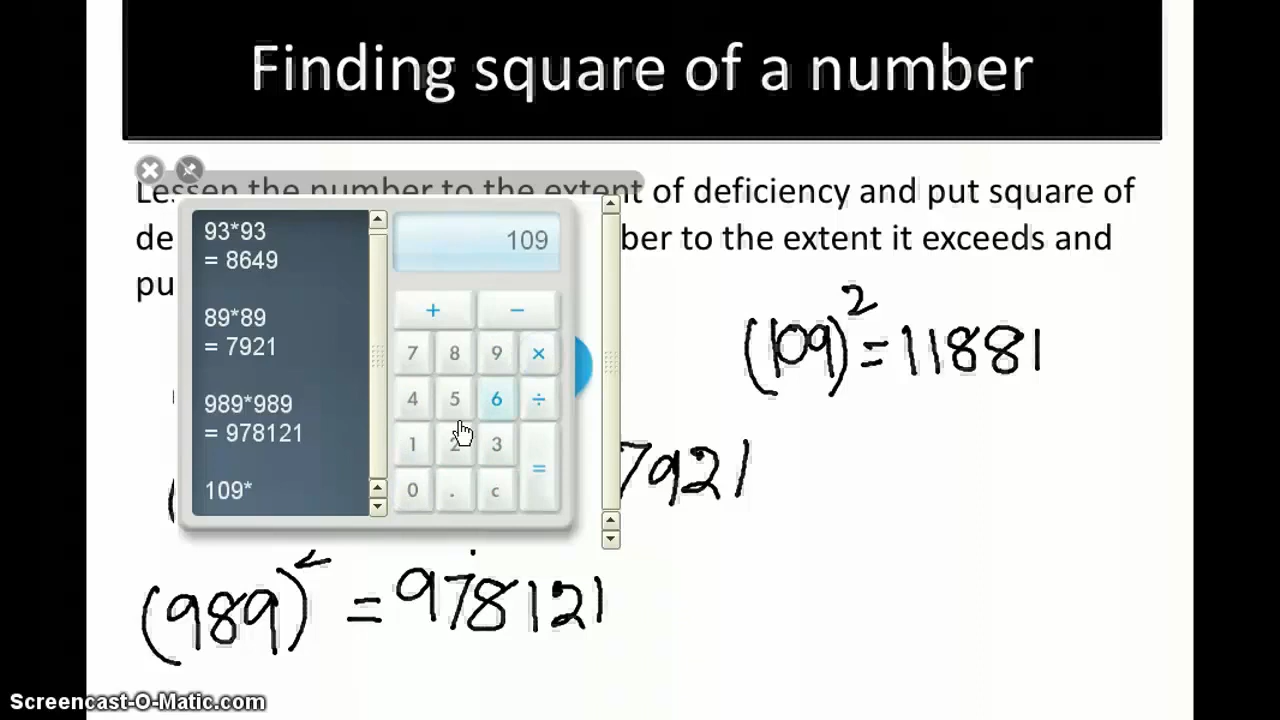 Finding square of a number
Lessen the number to the extent of deficiency and put square of
de ber to the extent it exceeds and
pu
93*93
= 8649
89*89
= 7921
989*989
= 978121
109*
109
+ −
7 8 9 ×
4 5 6 ÷
1 2 3 =
0 . c
(109)² = 11881
7921
(989)² = 978121
Screencast-O-Matic.com